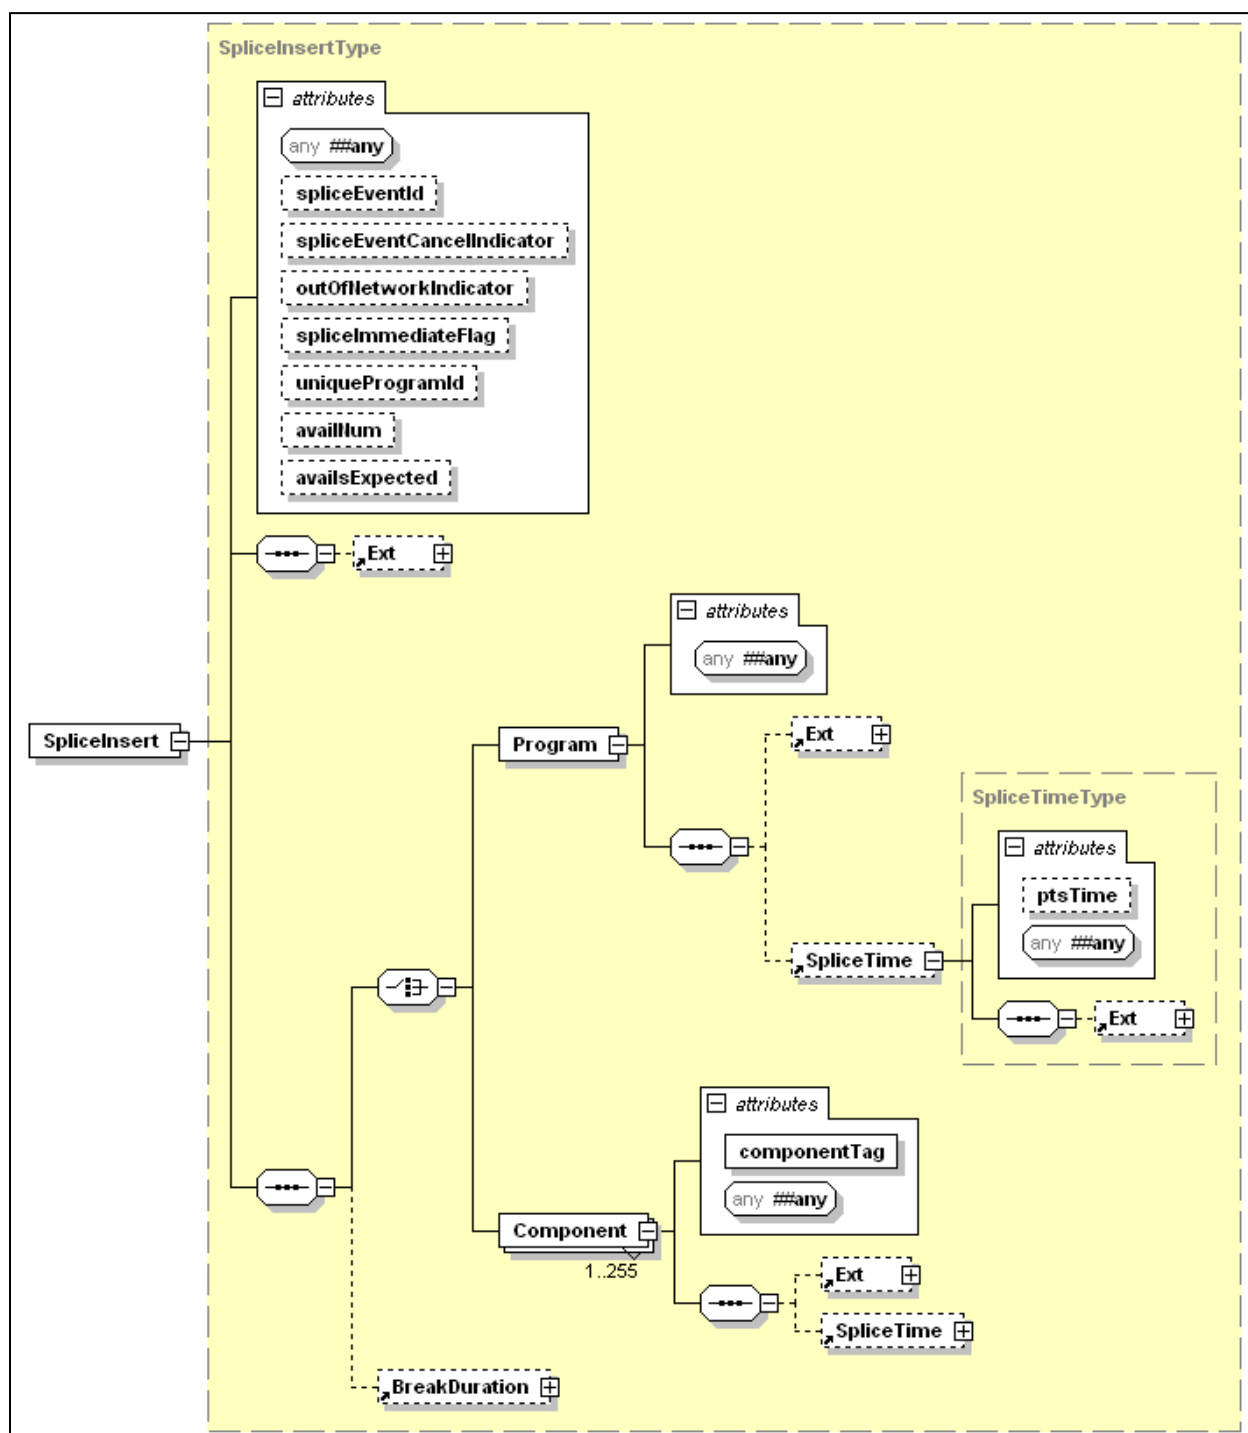 SpliceInsertType
attributes
any ##any
spliceEventId
spliceEventCancelIndicator
outOfNetworkIndicator
spliceImmediateFlag
uniqueProgramId
availNum
availsExpected
Ext
attributes
any ##any
SpliceInsert
Program
Ext
SpliceTimeType
attributes
ptsTime
any ##any
SpliceTime
Ext
attributes
componentTag
any ##any
Component
1..255
Ext
SpliceTime
BreakDuration